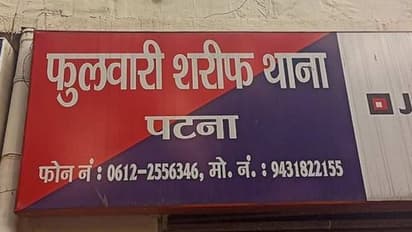 फुलवारी शरीफ थाना
पटना
फोन नं : 0612-2556346, मो. नं. : 9431822155